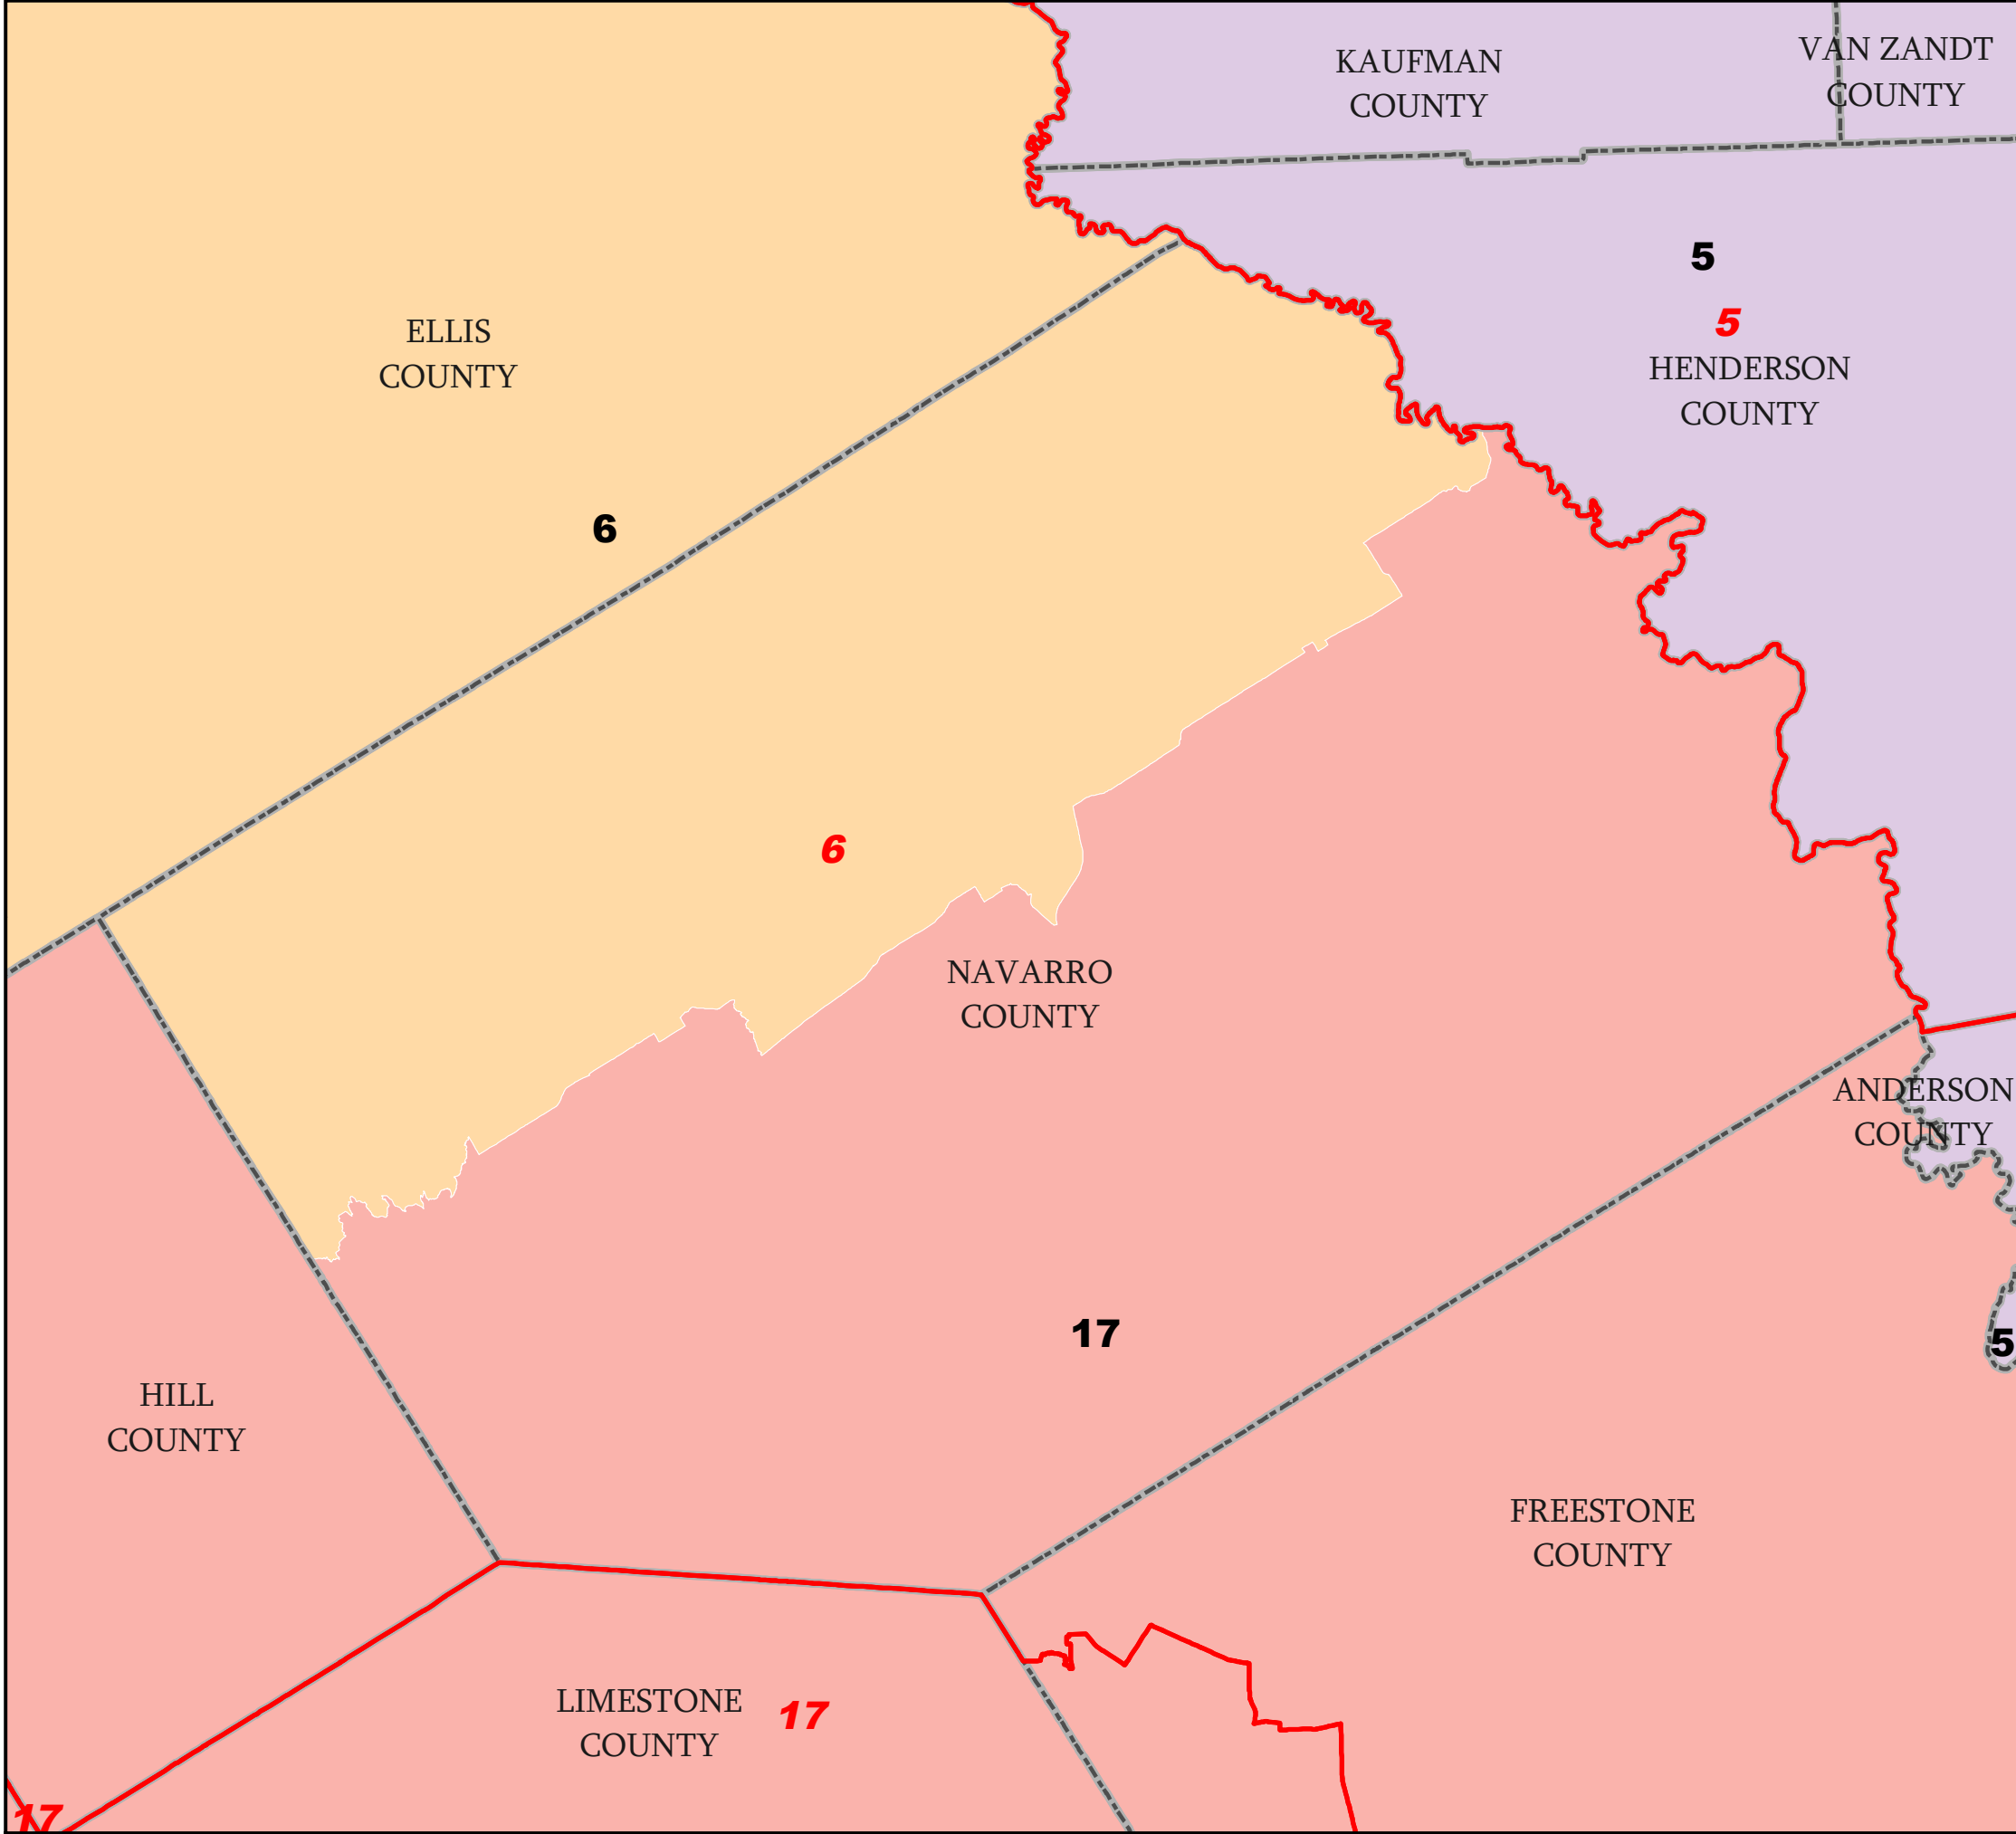 KAUFMAN
COUNTY
VAN ZANDT
COUNTY
5
5
HENDERSON
COUNTY
ELLIS
COUNTY
6
6
NAVARRO
COUNTY
ANDERSON
COUNTY
17
5
HILL
COUNTY
FREESTONE
COUNTY
LIMESTONE
COUNTY
17
17